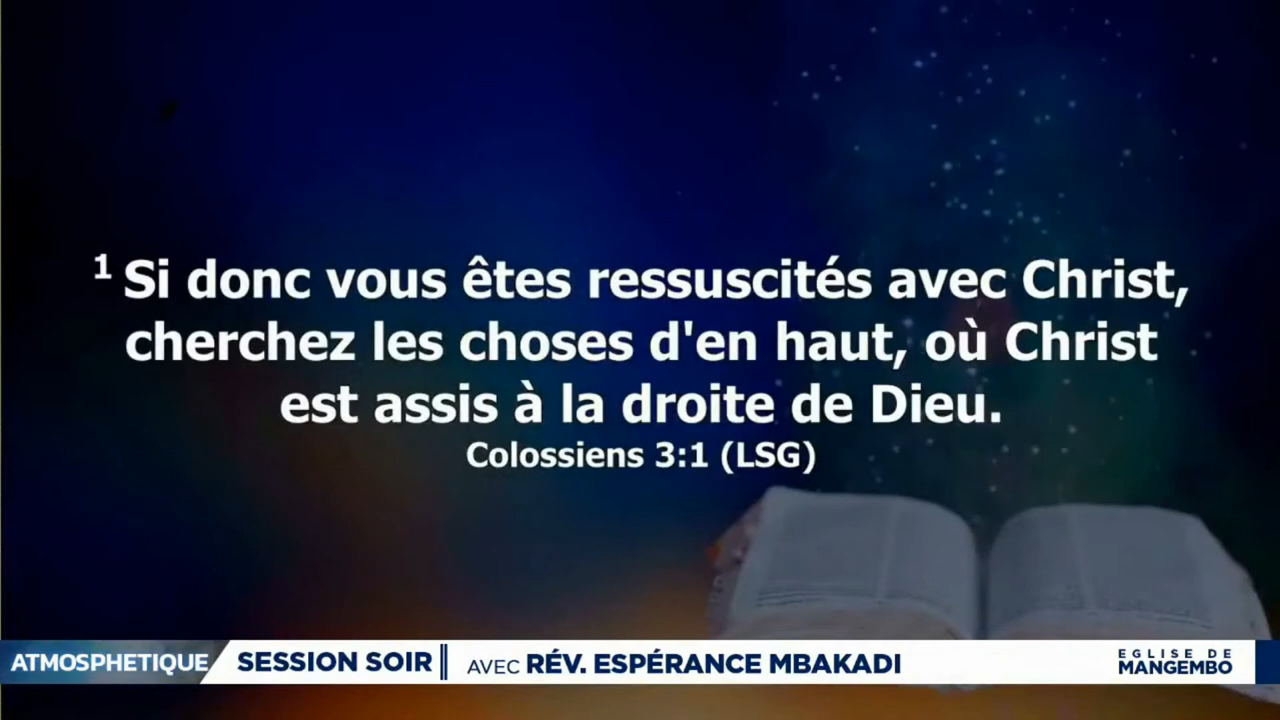 1 Si donc vous êtes ressuscités avec Christ,
cherchez les choses d'en haut, où Christ
est assis à la droite de Dieu.
Colossiens 3:1 (LSG)
ATMOSPHETIQUE SESSION SOIR AVEC RÉV. ESPÉRANCE MBAKADI
EGLISE DE
MANGEMBO